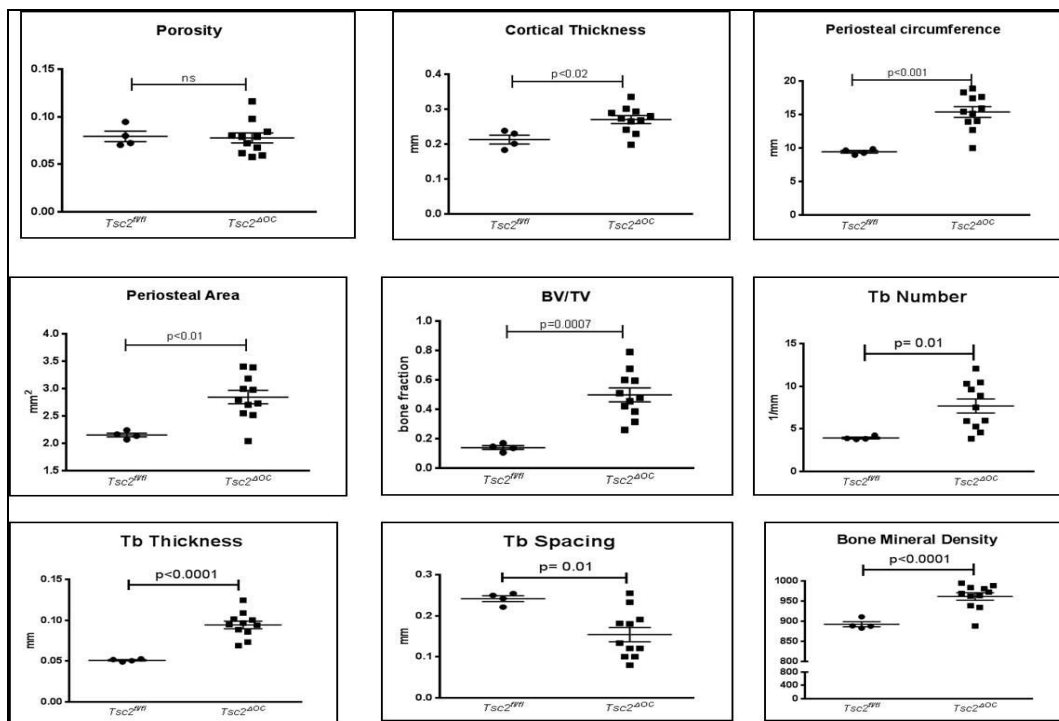 Porosity
ns
0.15
0.10
0.05
0.00
Tsc2fl/fl
Tsc2ΔOC
Cortical Thickness
p<0.02
0.4
0.3
0.2
0.1
0.0
mm
Tsc2fl/fl
Tsc2ΔOC
Periosteal circumference
p<0.001
20
15
10
5
0
mm
Tsc2fl/fl
Tsc2ΔOC
Periosteal Area
p<0.01
4.0
3.5
3.0
2.5
2.0
1.5
mm²
Tsc2fl/fl
Tsc2ΔOC
BV/TV
p=0.0007
1.0
0.8
0.6
0.4
0.2
0.0
bone fraction
Tsc2fl/fl
Tsc2ΔOC
Tb Number
p= 0.01
15
10
5
0
1/mm
Tsc2fl/fl
Tsc2ΔOC
Tb Thickness
p<0.0001
0.15
0.10
0.05
0.00
mm
Tsc2fl/fl
Tsc2ΔOC
Tb Spacing
p= 0.01
0.3
0.2
0.1
0.0
mm
Tsc2fl/fl
Tsc2ΔOC
Bone Mineral Density
p<0.0001
1000
950
900
850
800
800
400
0
Tsc2fl/fl
Tsc2ΔOC